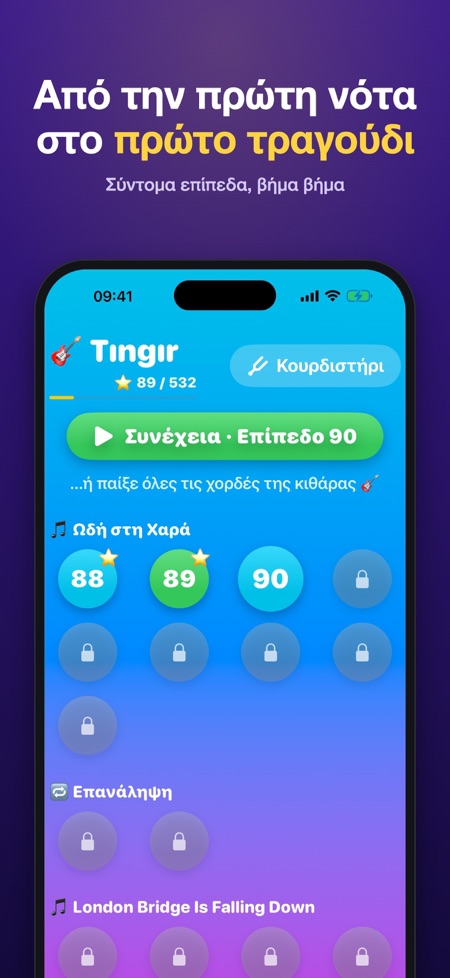 Από την πρώτη νότα
στο πρώτο τραγούδι
Σύντομα επίπεδα, βήμα βήμα
09:41
Tıngır
89 / 532
Κουρδιστήρι
Συνέχεια · Επίπεδο 90
...ή παίξε όλες τις χορδές της κιθάρας
Ωδή στη Χαρά
88 89 90
Επανάληψη
London Bridge Is Falling Down